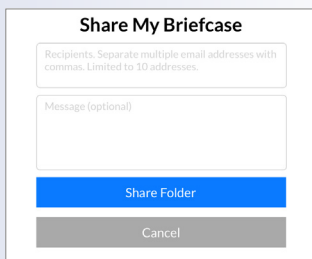 Share My Briefcase
Recipients. Separate multiple email addresses with
commas. Limited to 10 addresses.
Message (optional)
Share Folder
Cancel